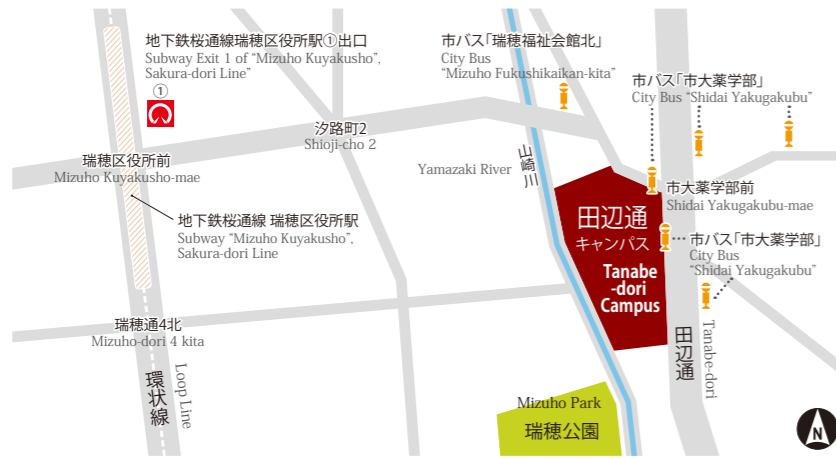 地下鉄桜通線瑞穂区役所駅①出口
Subway Exit 1 of “Mizuho Kuyakusho”,
Sakura-dori Line”
①
市バス「瑞穂福祉会館北」
City Bus
“Mizuho Fukushikaikan-kita”
市バス「市大薬学部」
City Bus “Shidai Yakugakubu”
汐路町2
Shioji-cho 2
瑞穂区役所前
Mizuho Kuyakusho-mae
Yamazaki River
山崎川
地下鉄桜通線 瑞穂区役所駅
Subway “Mizuho Kuyakusho”,
Sakura-dori Line
田辺通
キャンパス
Tanabe
-dori
Campus
市大薬学部前
Shidai Yakugakubu-mae
市バス「市大薬学部」
City Bus
“Shidai Yakugakubu”
瑞穂通4北
Mizuho-dori 4 kita
環状線
Loop Line
田辺通
Tanabe-dori
Mizuho Park
瑞穂公園
N